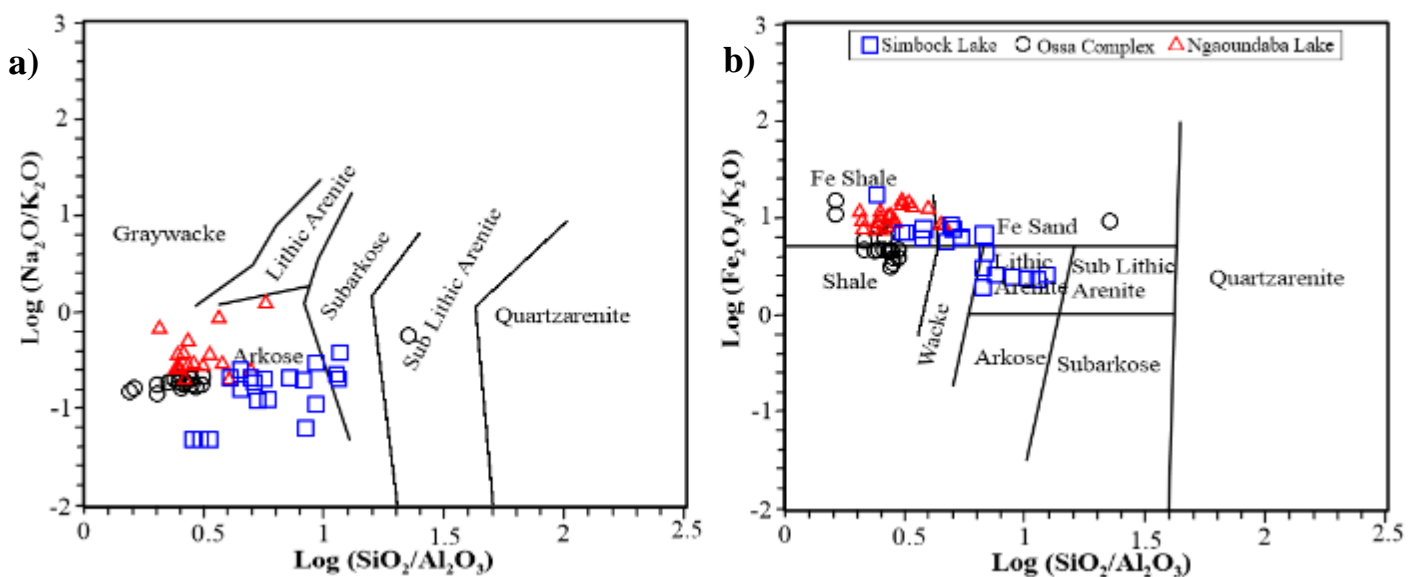 a)
3
2
1
0
-1
-2
Log (Na₂O/K₂O)
Graywacke
Lithic Arenite
Subarkose
Sub Lithic Arenite
Quartzarenite
Arkose
0
0.5
1
1.5
2
2.5
Log (SiO₂/Al₂O₃)
b)
Simbock Lake Ossa Complex Ngaoundaba Lake
3
2
1
0
-1
-2
Log (Fe₂O₃/K₂O)
Fe Shale
Fe Sand
Shale
Wacke
Lithic
Arenite
Sub Lithic
Arenite
Quartzarenite
Arkose
Subarkose
0
0.5
1
1.5
2
2.5
Log (SiO₂/Al₂O₃)